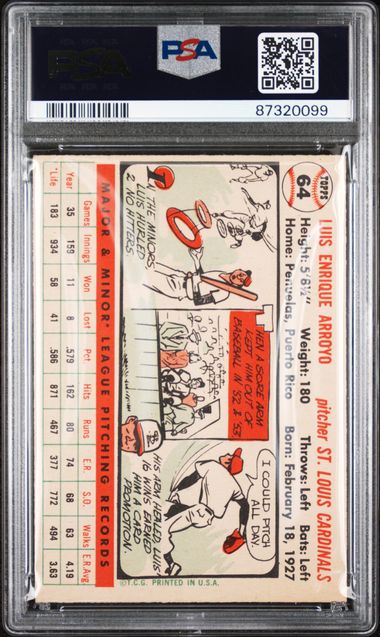 PSA
PSA
87320099
TOPPS
64
LUIS ENRIQUE ARROYO pitcher ST. LOUIS CARDINALS
Height: 5'8½" Weight: 180 Throws: Left Bats: Left
Home: Penuelas, Puerto Rico Born: February 18, 1927
IN THE MINORS
LUIS HURLED
2 NO HITTERS
THEN A SORE ARM
KEPT HIM OUT OF
BASEBALL IN '52 & '53.
I COULD PITCH
ALL DAY!
HIS ARM HEALED, LUIS'
16 WINS EARNED
HIM A CARD
PROMOTION
MAJOR & MINOR* LEAGUE PITCHING RECORDS
Games Innings Won Lost Pct Hits Runs E.R. S.O. Walks E.R.Avg
Year 35 159 11 8 .579 162 80 74 68 63 4.19
*Life 183 934 58 41 .586 871 467 377 772 494 3.63
©T.C.G. PRINTED IN U.S.A.